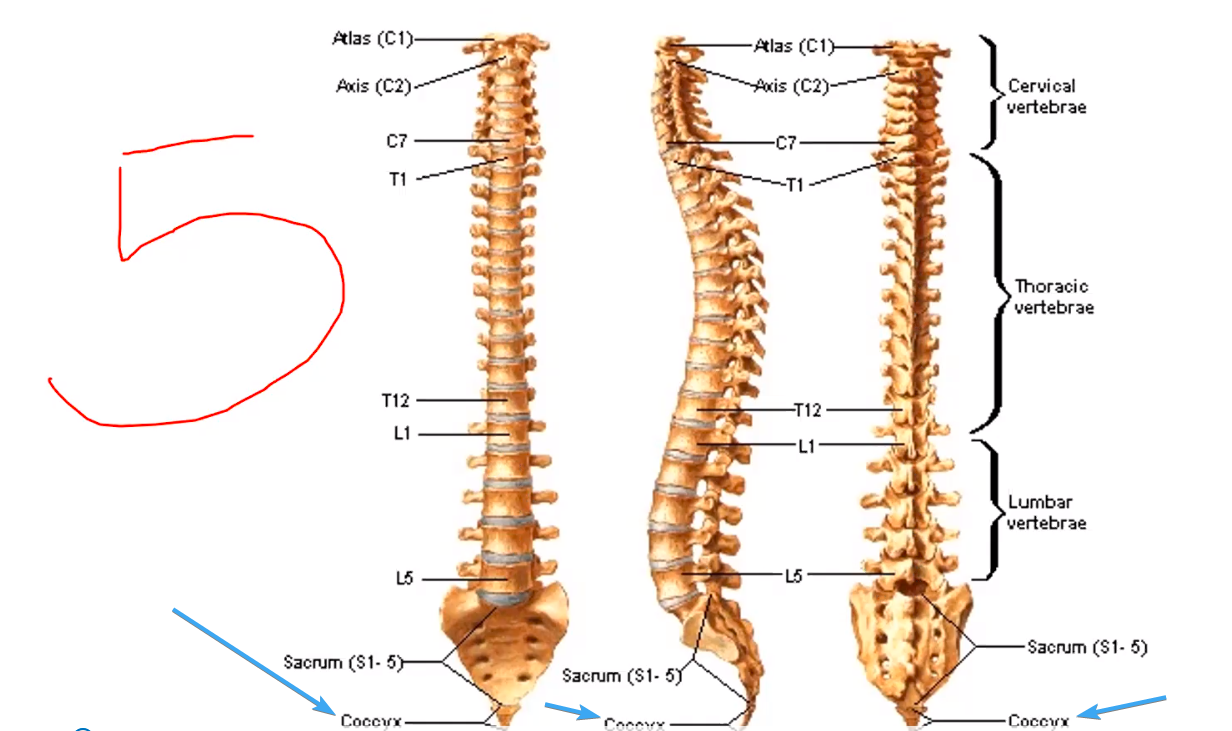 Atlas (C1)
Atlas (C1)
Axis (C2)
Axis (C2)
Cervical
vertebrae
C7
C7
T1
T1
5
Thoracic
vertebrae
T12
T12
L1
L1
Lumbar
vertebrae
L5
L5
Sacrum (S1- 5)
Sacrum (S1- 5)
Sacrum (S1- 5)
Coccyx
Coccyx
Coccyx